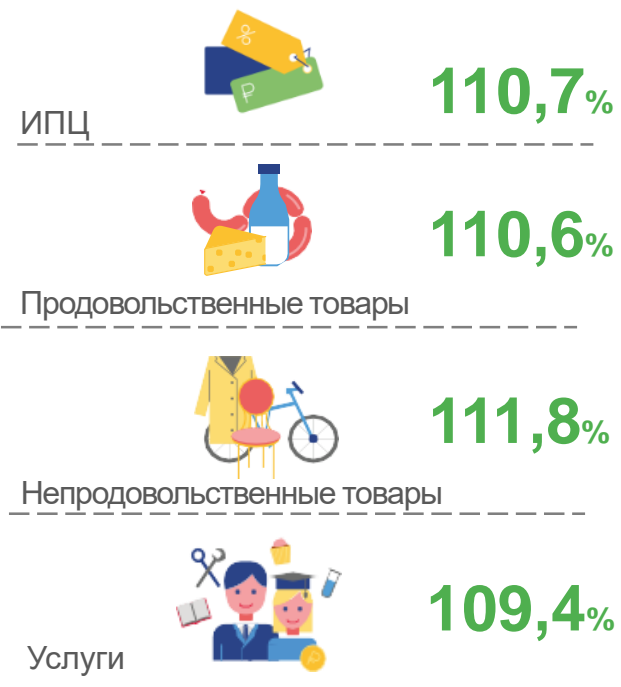 110,7%
ИПЦ
110,6%
Продовольственные товары
111,8%
Непродовольственные товары
109,4%
Услуги